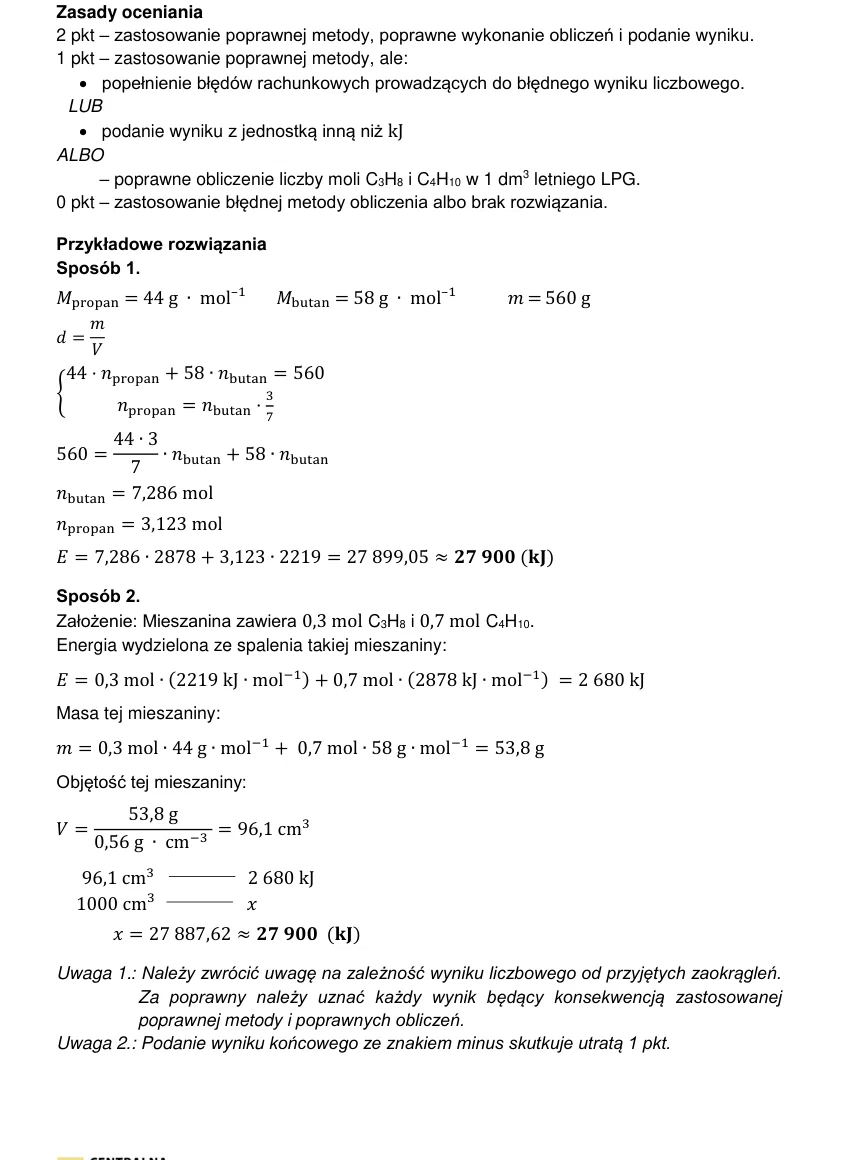 Zasady oceniania
2 pkt – zastosowanie poprawnej metody, poprawne wykonanie obliczeń i podanie wyniku.
1 pkt – zastosowanie poprawnej metody, ale:
• popełnienie błędów rachunkowych prowadzących do błędnego wyniku liczbowego.
LUB
• podanie wyniku z jednostką inną niż kJ
ALBO
– poprawne obliczenie liczby moli C₃H₈ i C₄H₁₀ w 1 dm³ letniego LPG.
0 pkt – zastosowanie błędnej metody obliczenia albo brak rozwiązania.
Przykładowe rozwiązania
Sposób 1.
M_propan = 44 g · mol⁻¹ M_butan = 58 g · mol⁻¹ m = 560 g
d = m/V
{44 · n_propan + 58 · n_butan = 560
n_propan = n_butan · 3/7
560 = (44 · 3)/7 · n_butan + 58 · n_butan
n_butan = 7,286 mol
n_propan = 3,123 mol
E = 7,286 · 2878 + 3,123 · 2219 = 27 899,05 ≈ 27 900 (kJ)
Sposób 2.
Założenie: Mieszanina zawiera 0,3 mol C₃H₈ i 0,7 mol C₄H₁₀.
Energia wydzielona ze spalenia takiej mieszaniny:
E = 0,3 mol · (2219 kJ · mol⁻¹) + 0,7 mol · (2878 kJ · mol⁻¹) = 2 680 kJ
Masa tej mieszaniny:
m = 0,3 mol · 44 g · mol⁻¹ + 0,7 mol · 58 g · mol⁻¹ = 53,8 g
Objętość tej mieszaniny:
V = 53,8 g / 0,56 g · cm⁻³ = 96,1 cm³
96,1 cm³ —— 2 680 kJ
1000 cm³ —— x
x = 27 887,62 ≈ 27 900 (kJ)
Uwaga 1.: Należy zwrócić uwagę na zależność wyniku liczbowego od przyjętych zaokrągleń.
Za poprawny należy uznać każdy wynik będący konsekwencją zastosowanej
poprawnej metody i poprawnych obliczeń.
Uwaga 2.: Podanie wyniku końcowego ze znakiem minus skutkuje utratą 1 pkt.